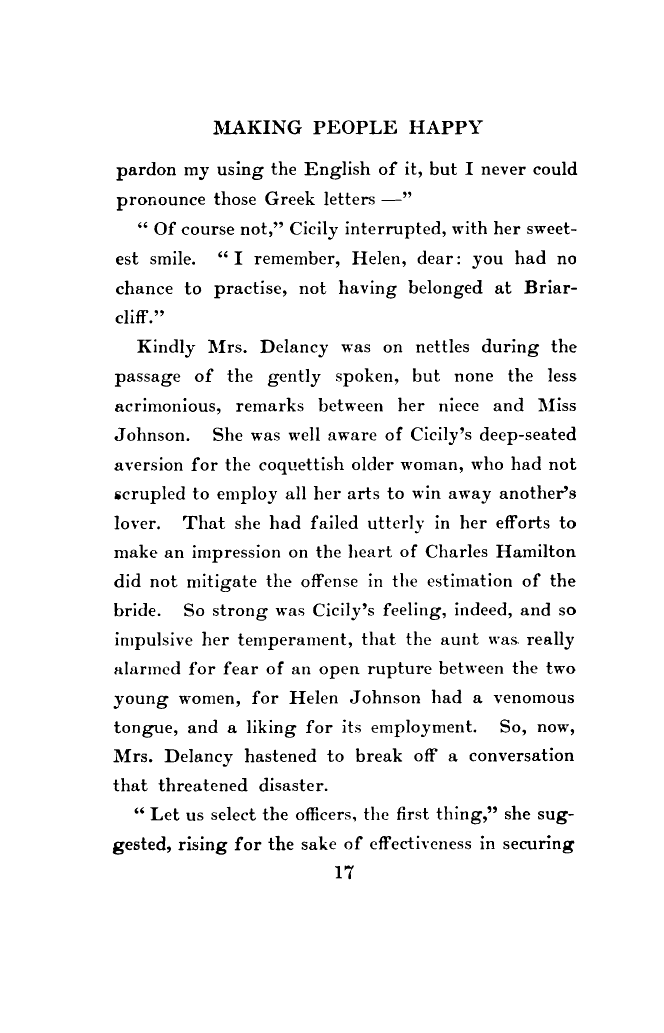 MAKING PEOPLE HAPPY
pardon my using the English of it, but I never could
pronounce those Greek letters —”
“ Of course not,” Cicily interrupted, with her sweet-
est smile. “ I remember, Helen, dear: you had no
chance to practise, not having belonged at Briar-
cliff.”
Kindly Mrs. Delancy was on nettles during the
passage of the gently spoken, but none the less
acrimonious, remarks between her niece and Miss
Johnson. She was well aware of Cicily’s deep-seated
aversion for the coquettish older woman, who had not
scrupled to employ all her arts to win away another’s
lover. That she had failed utterly in her efforts to
make an impression on the heart of Charles Hamilton
did not mitigate the offense in the estimation of the
bride. So strong was Cicily’s feeling, indeed, and so
impulsive her temperament, that the aunt was really
alarmed for fear of an open rupture between the two
young women, for Helen Johnson had a venomous
tongue, and a liking for its employment. So, now,
Mrs. Delancy hastened to break off a conversation
that threatened disaster.
“ Let us select the officers, the first thing,” she sug-
gested, rising for the sake of effectiveness in securing
17